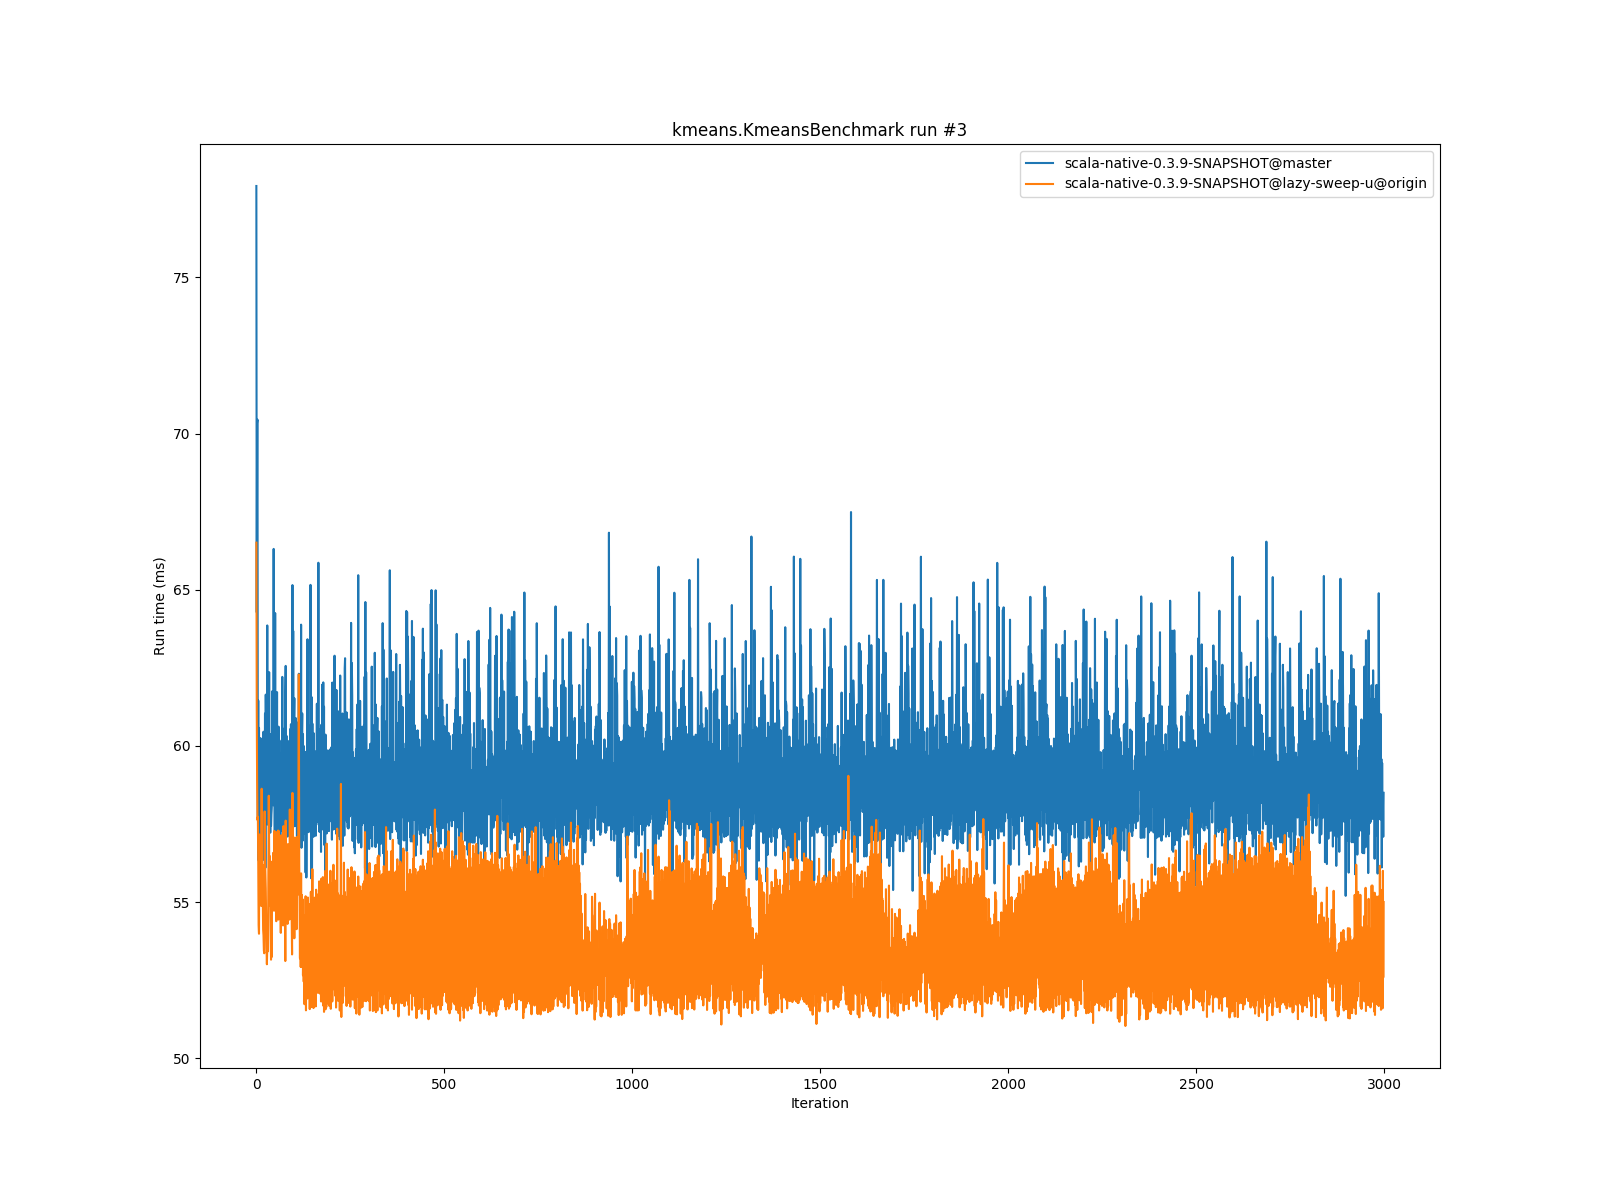 kmeans.KmeansBenchmark run #3
scala-native-0.3.9-SNAPSHOT@master
scala-native-0.3.9-SNAPSHOT@lazy-sweep-u@origin
75
70
65
60
55
50
Run time (ms)
0 500 1000 1500 2000 2500 3000
Iteration